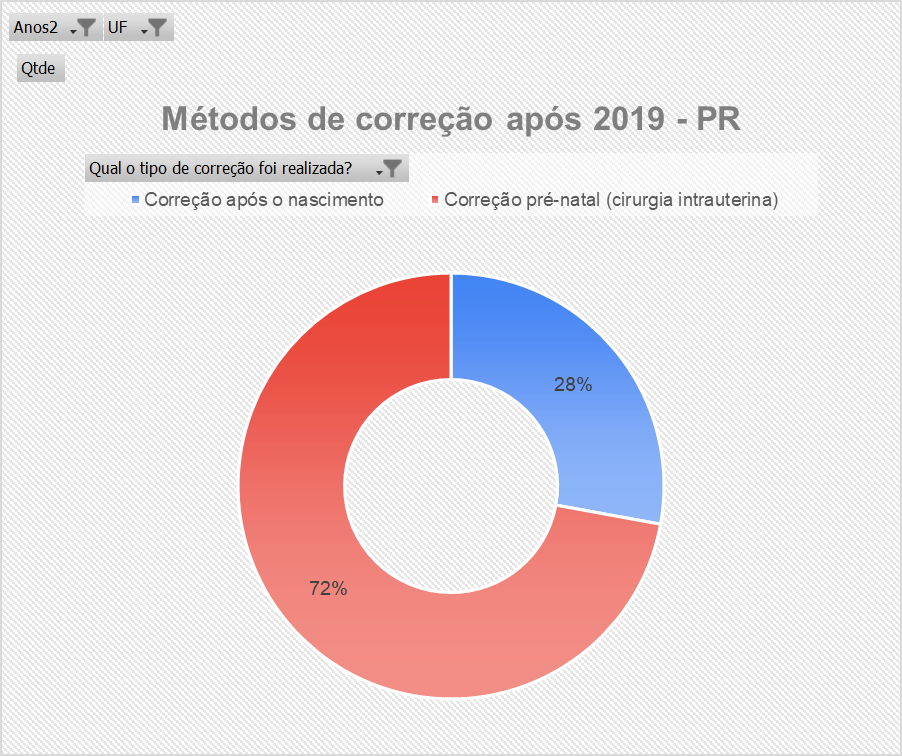 Anos2 UF
Qtde
Métodos de correção após 2019 - PR
Qual o tipo de correção foi realizada?
Correção após o nascimento Correção pré-natal (cirurgia intrauterina)
28%
72%